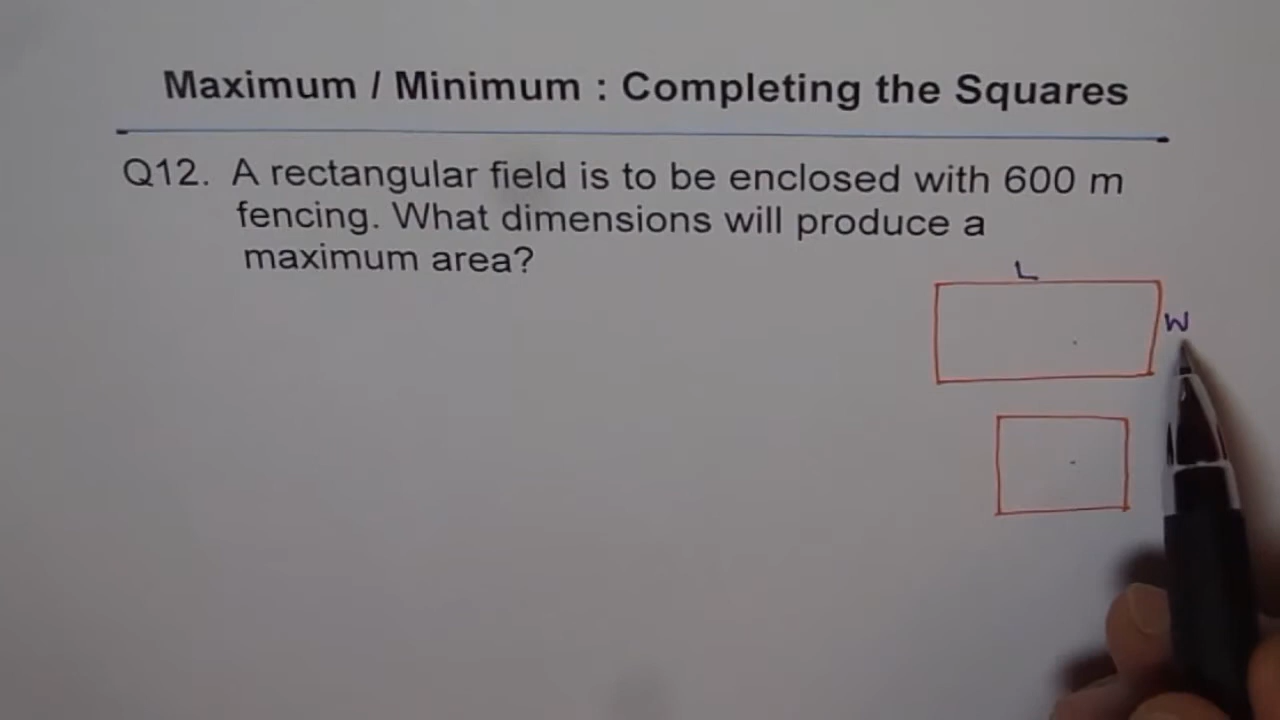 Maximum / Minimum : Completing the Squares
Q12. A rectangular field is to be enclosed with 600 m
fencing. What dimensions will produce a
maximum area?
L
W